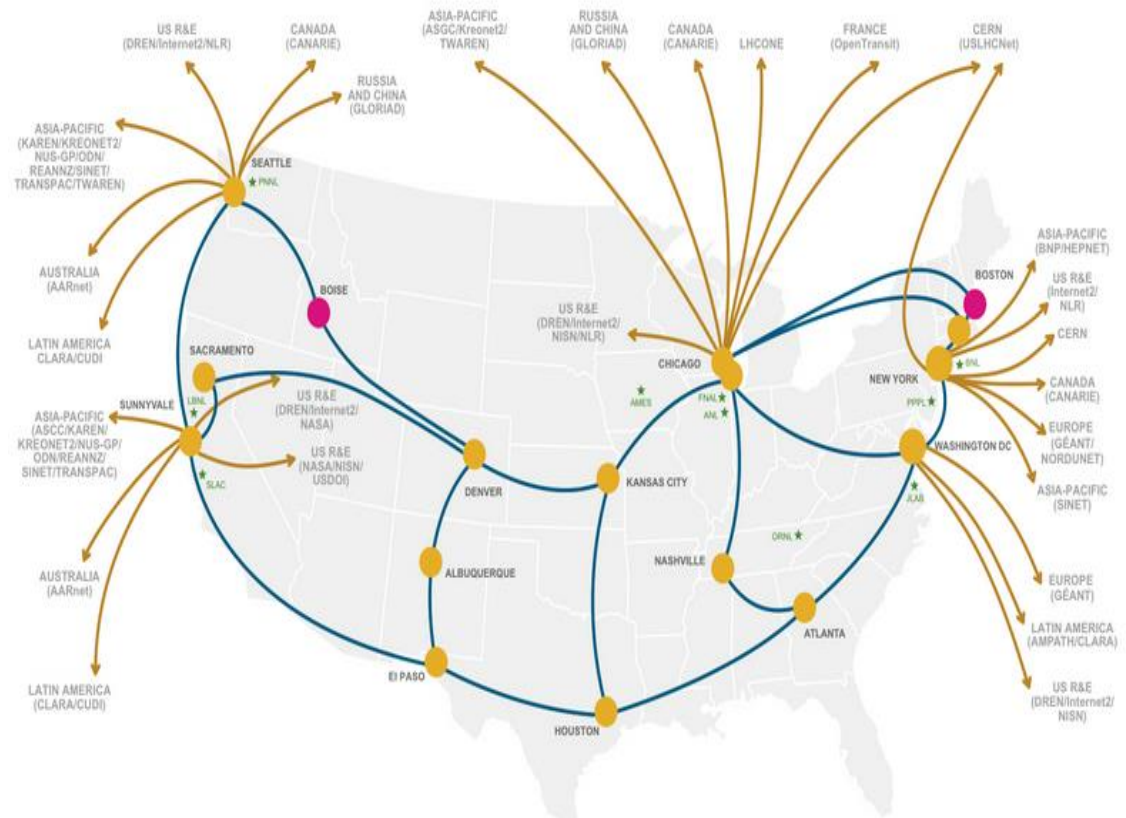 US R&E
(DREN/Internet2/NLR)
CANADA
(CANARIE)
ASIA-PACIFIC
(ASGC/Kreonet2/
TWAREN)
RUSSIA
AND CHINA
(GLORIAD)
CANADA
(CANARIE)
LHCONE
FRANCE
(OpenTransit)
CERN
(USLHCNet)
RUSSIA
AND CHINA
(GLORIAD)
ASIA-PACIFIC
(KAREN/KREONET2/
NUS-GP/ODN/
REANNZ/SINET/
TRANSPAC/TWAREN)
SEATTLE
PNNL
AUSTRALIA
(AARnet)
LATIN AMERICA
CLARA/CUDI
BOISE
SACRAMENTO
SUNNYVALE
LBNL
ASIA-PACIFIC
(ASCC/KAREN/
KREONET2/NUS-GP/
ODN/REANNZ/
SINET/TRANSPAC)
US R&E
(DREN/Internet2/
NASA)
US R&E
(NASA/NISN/
USDOI)
SLAC
AUSTRALIA
(AARnet)
LATIN AMERICA
(CLARA/CUDI)
DENVER
ALBUQUERQUE
El PASO
US R&E
(DREN/Internet2/
NISN/NLR)
CHICAGO
AMES
FNAL
ANL
KANSAS CITY
HOUSTON
NASHVILLE
ORNL
ATLANTA
ASIA-PACIFIC
(BNP/HEPNET)
BOSTON
US R&E
(Internet2/
NLR)
CERN
BNL
NEW YORK
CANADA
(CANARIE)
PPPL
EUROPE
(GÉANT/
NORDUNET)
WASHINGTON DC
JLAB
ASIA-PACIFIC
(SINET)
EUROPE
(GÉANT)
LATIN AMERICA
(AMPATH/CLARA)
US R&E
(DREN/Internet2/
NISN)